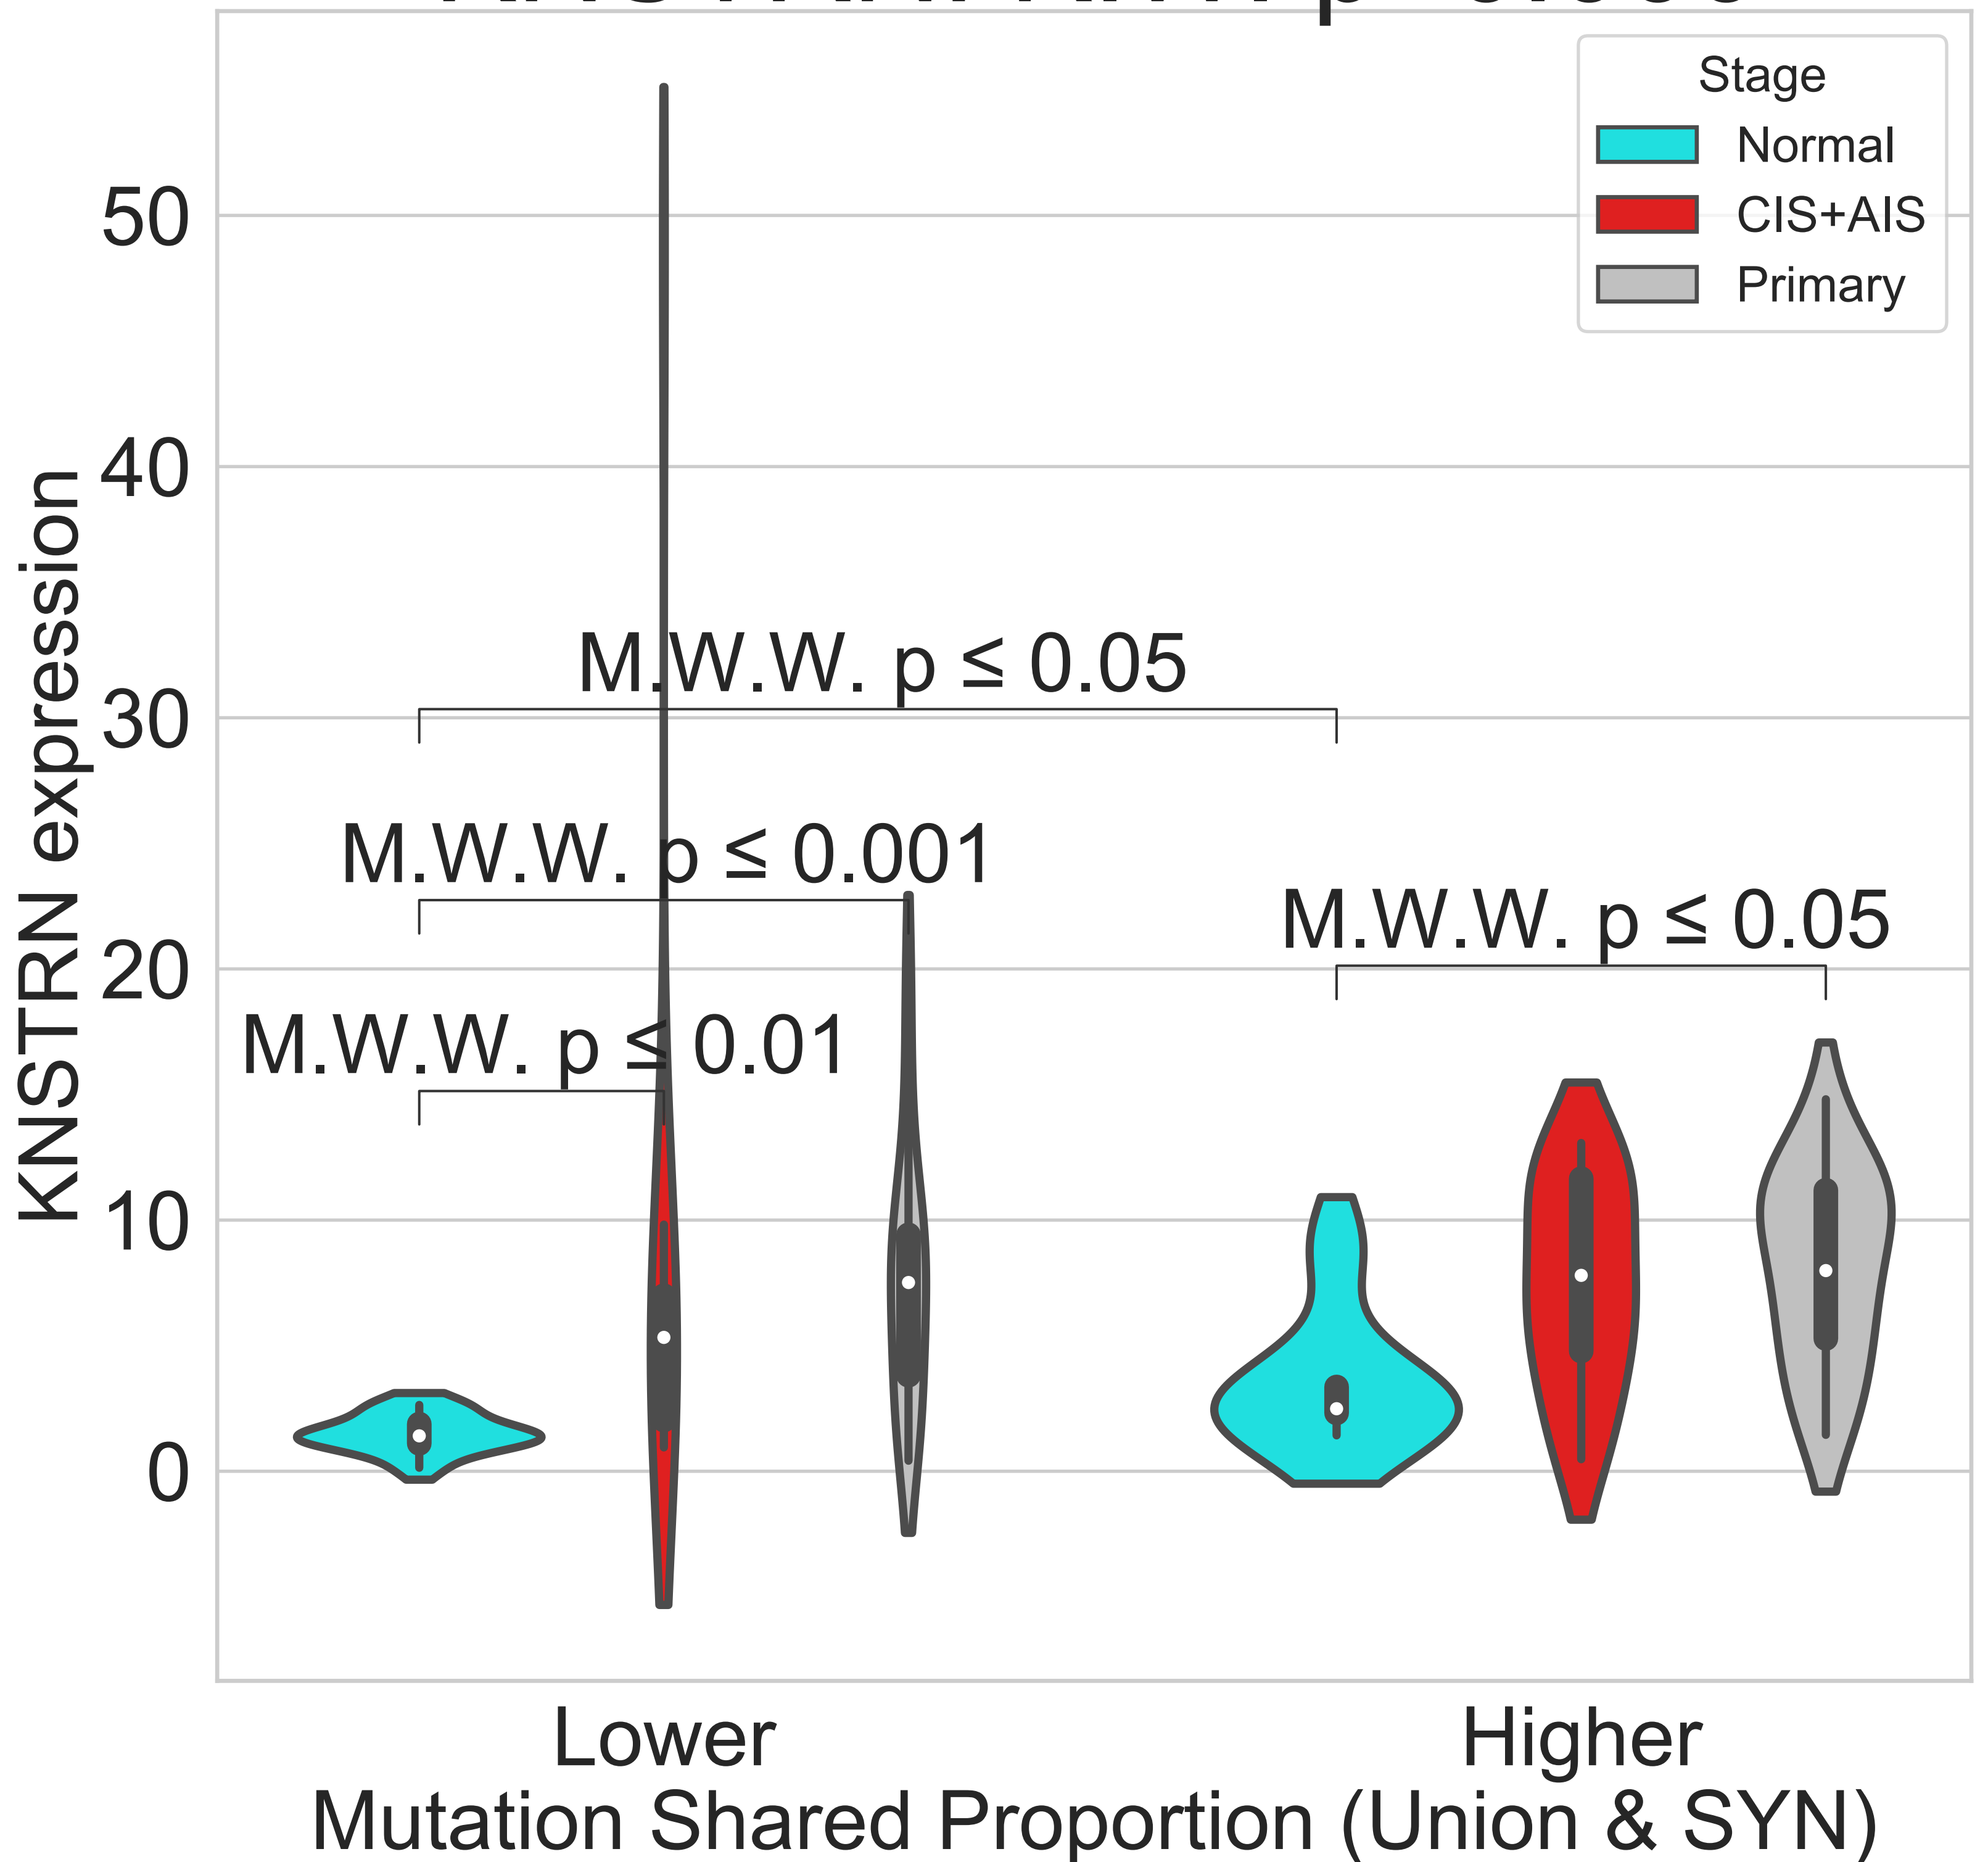 Stage
Normal
CIS+AIS
Primary
50
40
30
20
10
0
KNSTRN expression
M.W.W. p ≤ 0.05
M.W.W. p ≤ 0.001
M.W.W. p ≤ 0.05
M.W.W. p ≤ 0.01
Lower
Higher
Mutation Shared Proportion (Union & SYN)